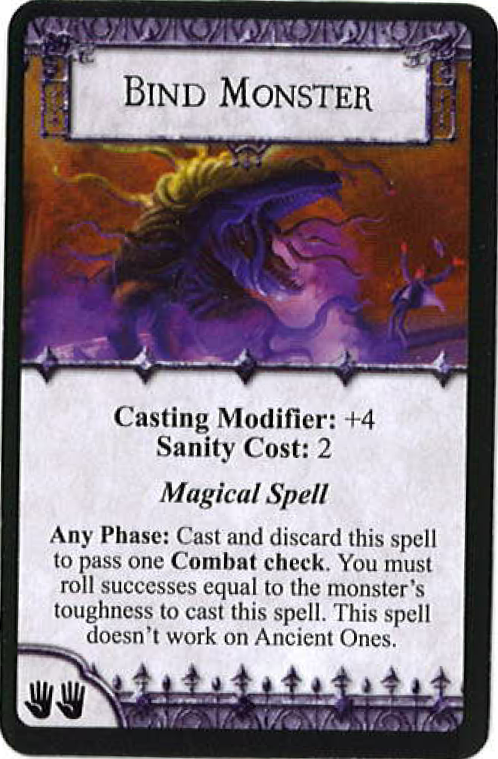 BIND MONSTER
Casting Modifier: +4
Sanity Cost: 2
Magical Spell
Any Phase: Cast and discard this spell
to pass one Combat check. You must
roll successes equal to the monster's
toughness to cast this spell. This spell
doesn't work on Ancient Ones.